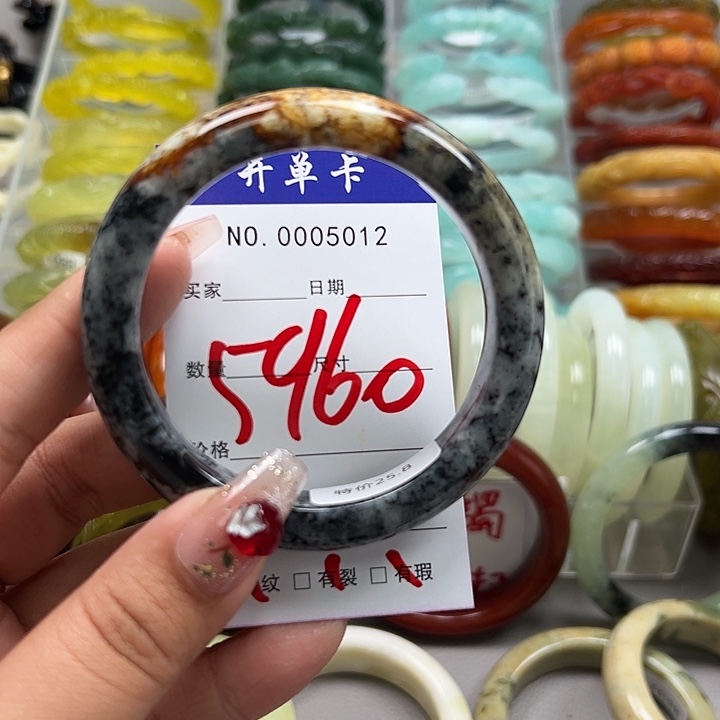 开单卡
NO.0005012
买家 日期
数量 尺寸
5960
价格
特价25.8
纹 □ 有裂 □ 有瑕